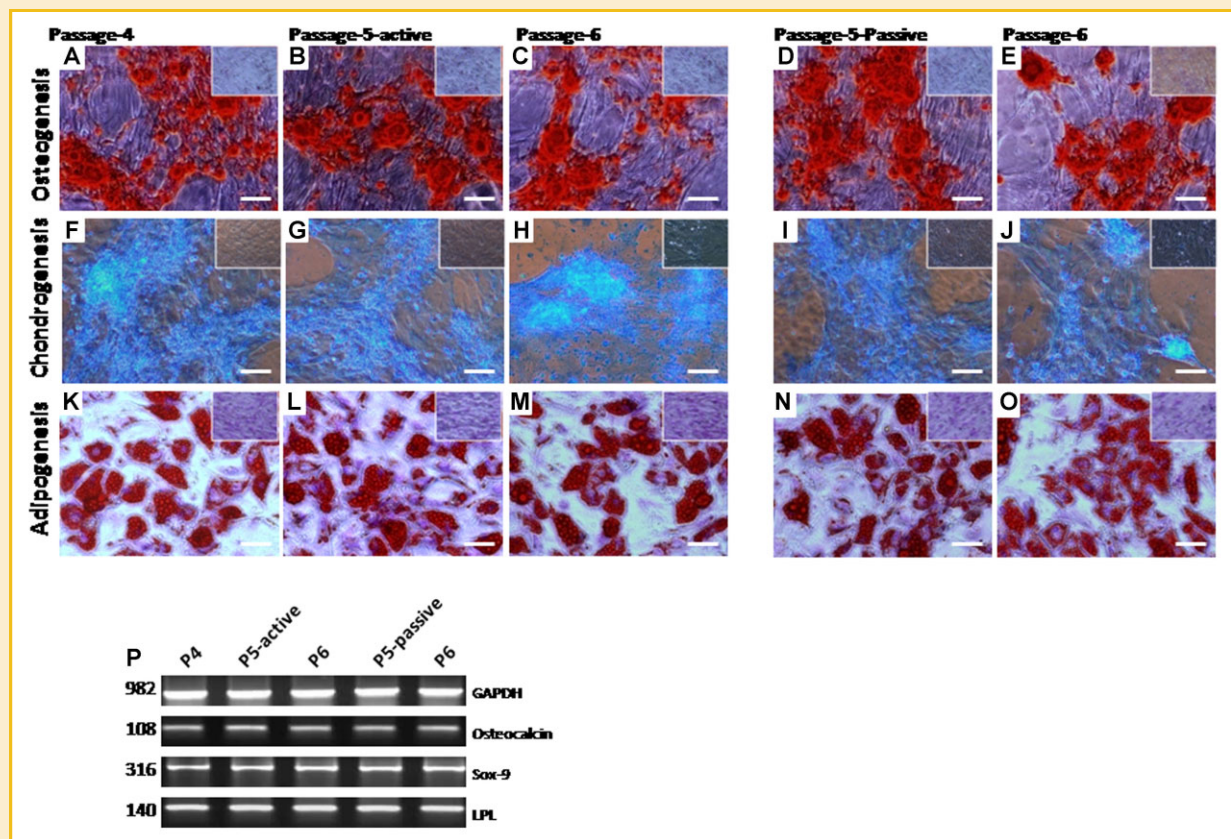 Passage-4 Passage-5-active Passage-6 Passage-5-Passive Passage-6
Osteogenesis
A B C D E
Chondrogenesis
F G H I J
Adipogenesis
K L M N O
P P4 P5-active P6 P5-passive P6
982 GAPDH
108 Osteocalcin
316 Sox-9
140 LPL